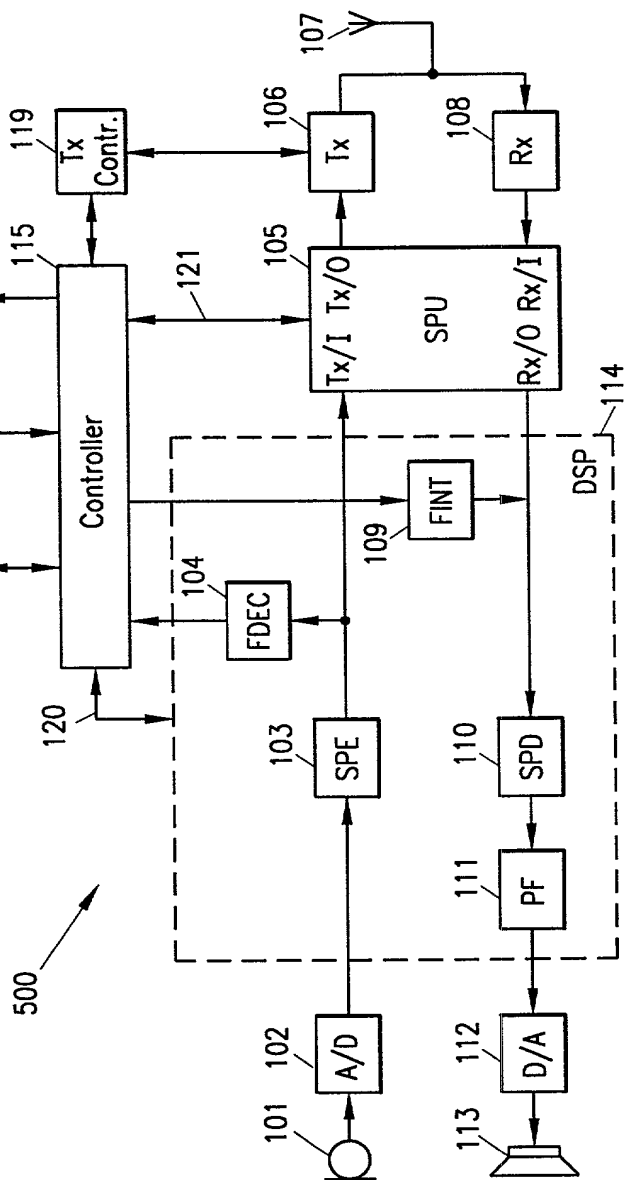 500
120
115
Controller
119
Tx
Contr.
121
101
102
A/D
103
SPE
104
FDEC
105
Tx/I Tx/O
SPU
Rx/O Rx/I
106
Tx
107
108
Rx
109
FINT
DSP
114
110
SPD
111
PF
112
D/A
113